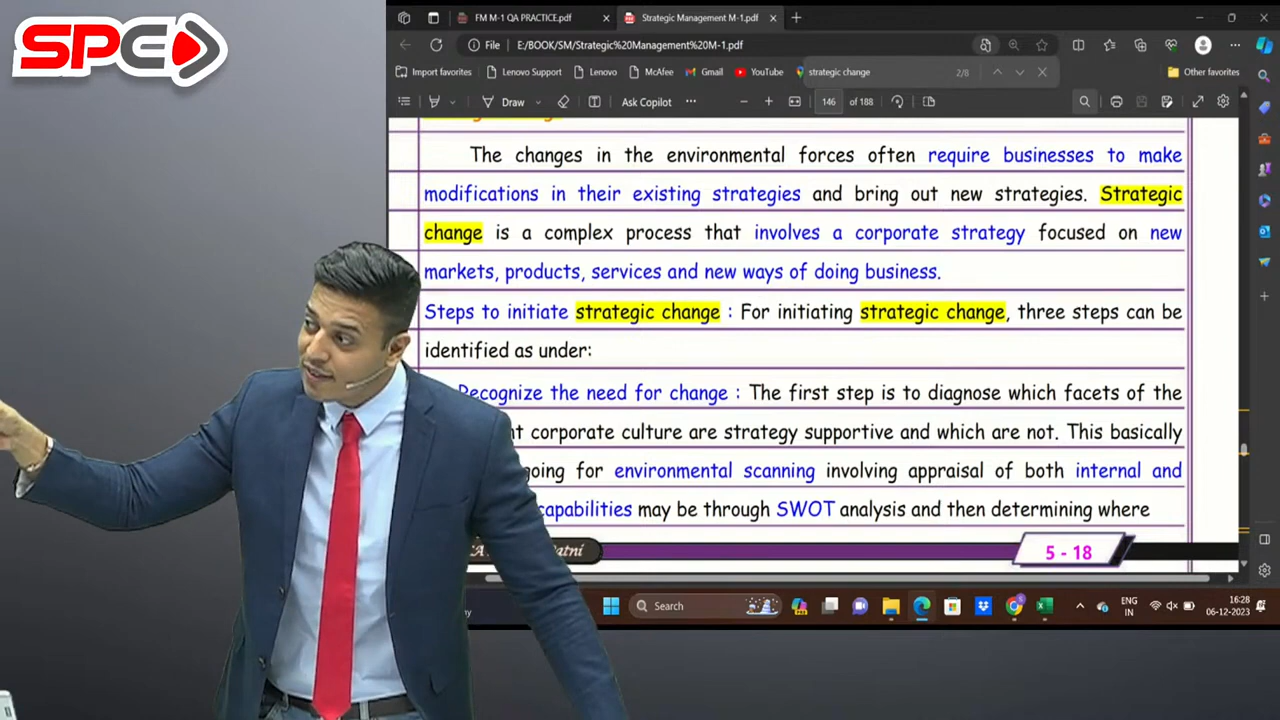 SPC
FM M-1 QA PRACTICE.pdf
Strategic Management M-1.pdf
File
E:/BOOK/SM/Strategic%20Management%20M-1.pdf
Import favorites
Lenovo Support
Lenovo
McAfee
Gmail
YouTube
strategic change
2/8
Other favorites
Draw
Ask Copilot
146
of 188
The changes in the environmental forces often require businesses to make
modifications in their existing strategies and bring out new strategies. Strategic
change is a complex process that involves a corporate strategy focused on new
markets, products, services and new ways of doing business.
Steps to initiate strategic change : For initiating strategic change, three steps can be
identified as under:
Recognize the need for change : The first step is to diagnose which facets of the
corporate culture are strategy supportive and which are not. This basically
going for environmental scanning involving appraisal of both internal and
capabilities may be through SWOT analysis and then determining where
5 - 18
Search
ENG
IN
16:28
06-12-2023